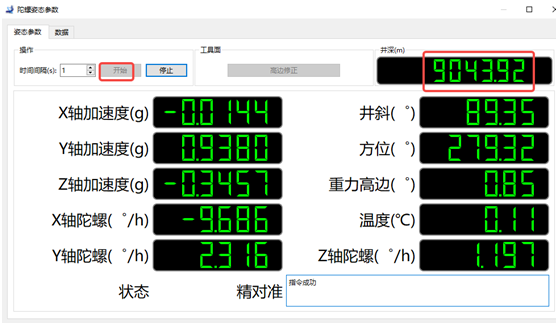 陀螺姿态参数
姿态参数 数据
操作 工具面 井深(m)
时间间隔(s): 1 开始 停止 高边修正 9043.92
X轴加速度(g) -0.0144 井斜(°) 89.35
Y轴加速度(g) 0.9380 方位(°) 279.32
Z轴加速度(g) -0.3457 重力高边(°) 0.85
X轴陀螺(°/h) -9.686 温度(℃) 0.11
Y轴陀螺(°/h) 2.316 Z轴陀螺(°/h) 1.197
状态 精对准 指令成功